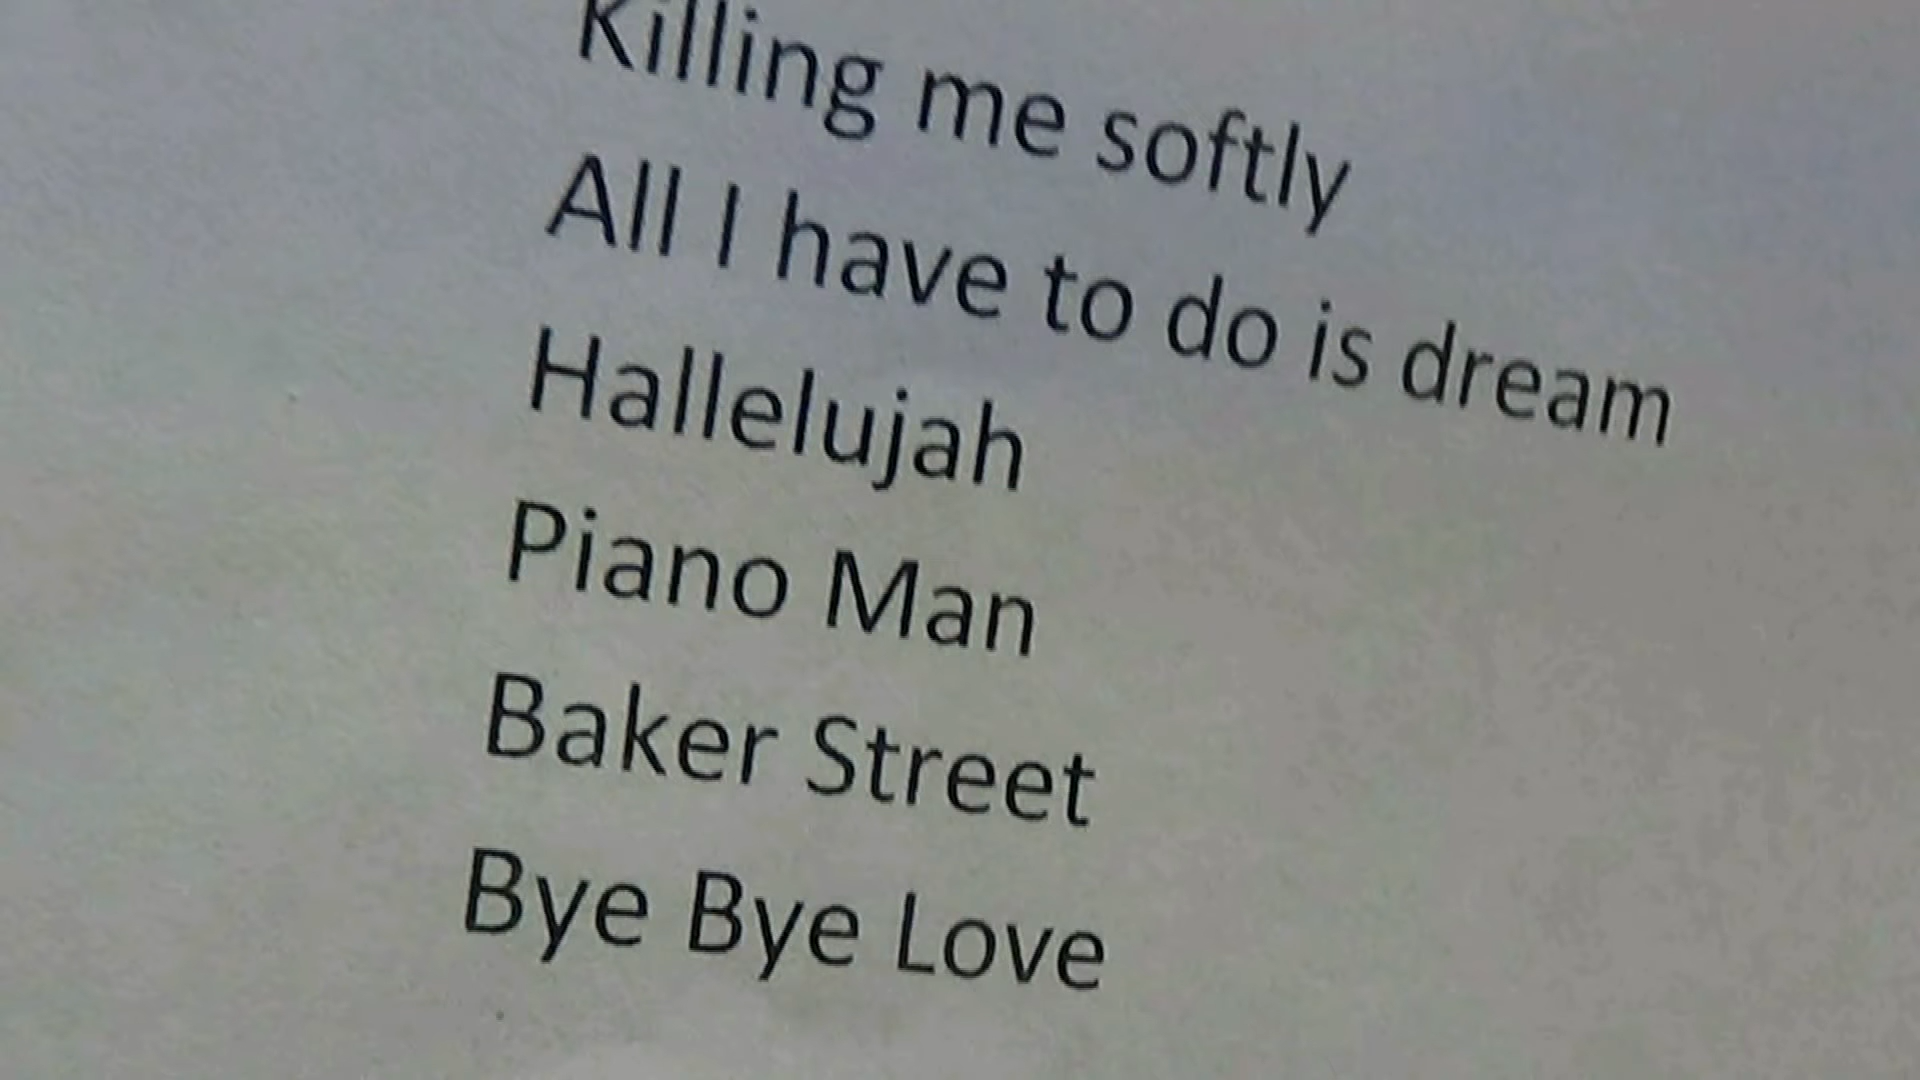 Killing me softly
All I have to do is dream
Hallelujah
Piano Man
Baker Street
Bye Bye Love